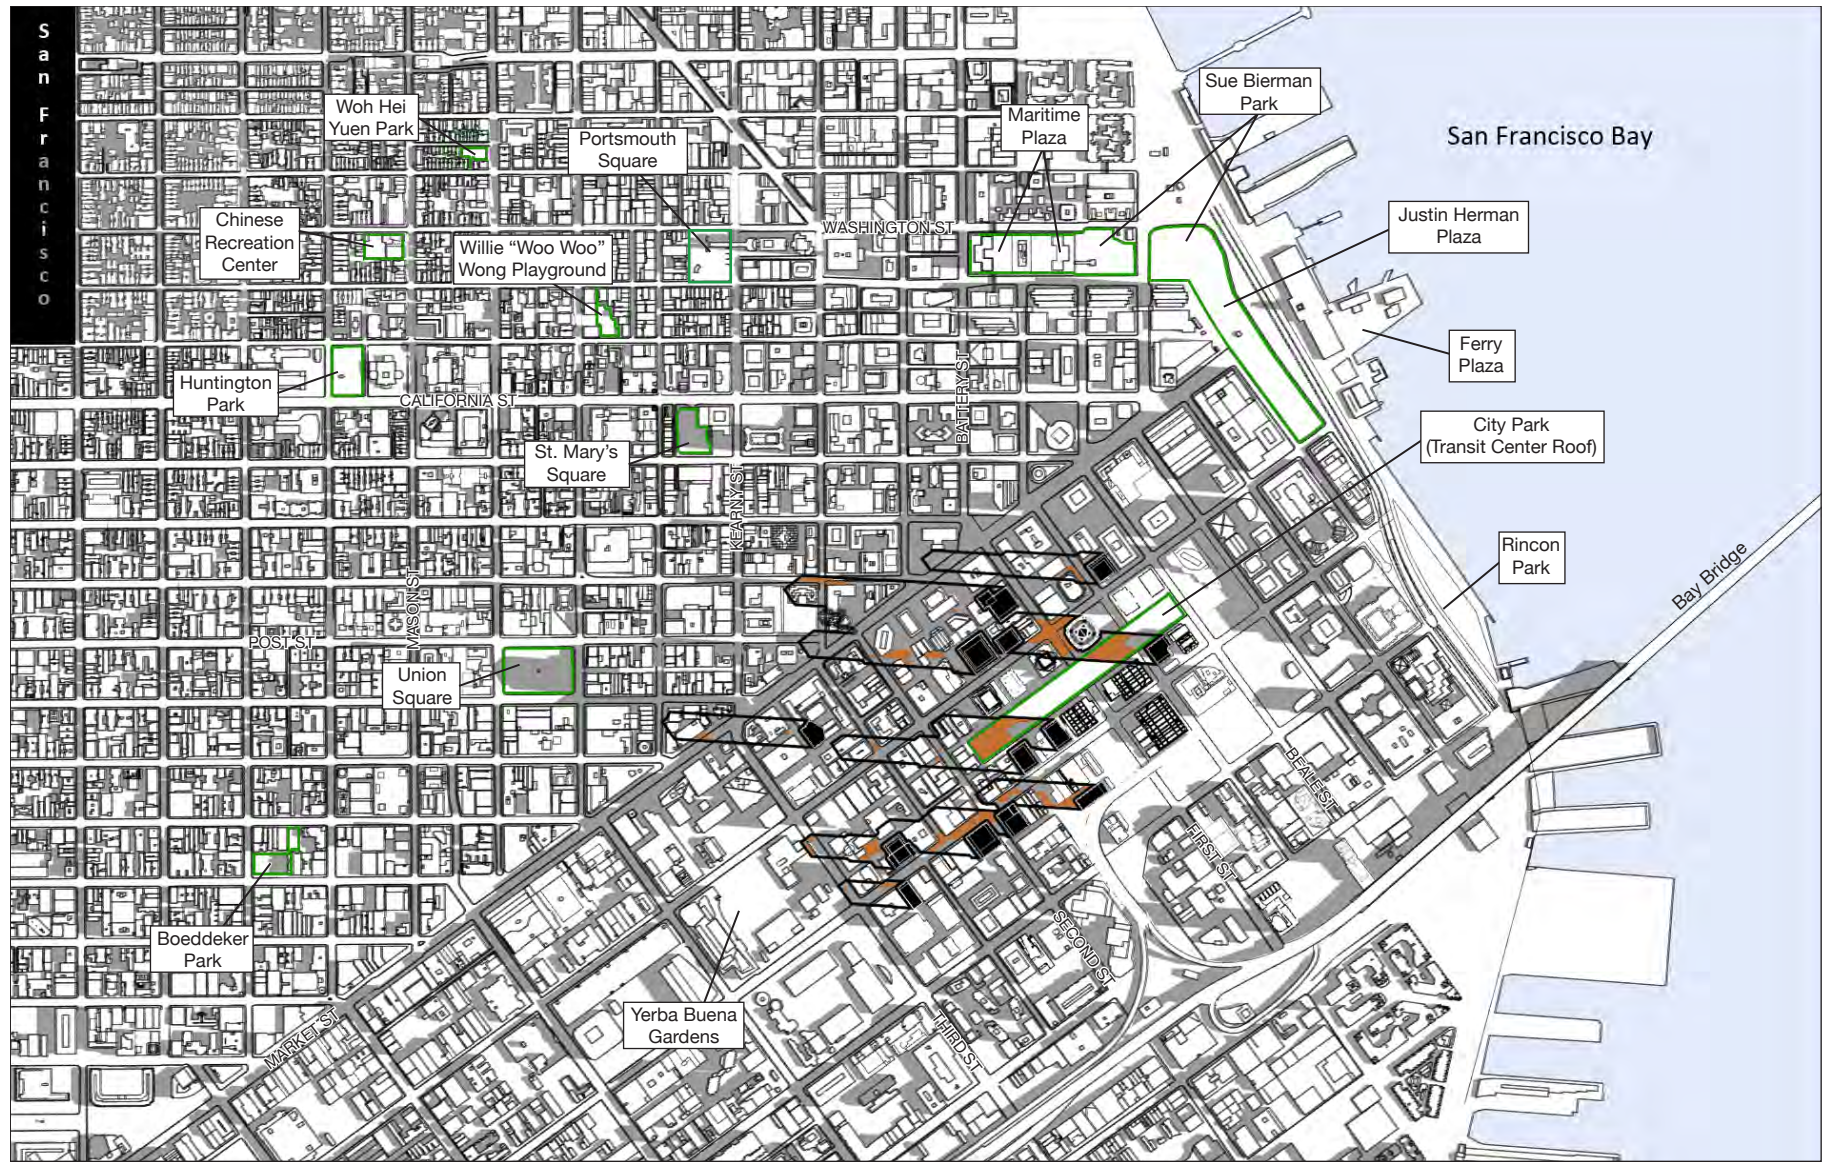 San Francisco
Sue Bierman
Park
Woh Hei
Yuen Park
Maritime
Plaza
San Francisco Bay
Portsmouth
Square
Justin Herman
Plaza
Chinese
Recreation
Center
WASHINGTON ST
Willie “Woo Woo”
Wong Playground
Ferry
Plaza
Huntington
Park
BATTERY ST
CALIFORNIA ST
City Park
(Transit Center Roof)
St. Mary’s
Square
KEARNY ST
Rincon
Park
Bay Bridge
MASON ST
POST ST
Union
Square
BEALE ST
FIRST ST
Boeddeker
Park
SECOND ST
Yerba Buena
Gardens
MARKET ST
THIRD ST